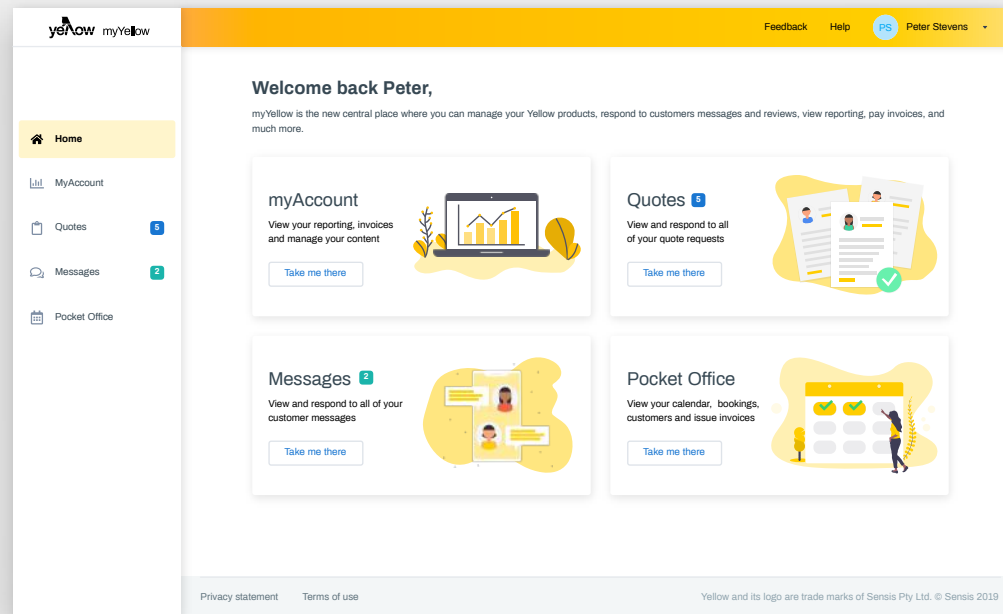 yellow myYellow
Feedback Help PS Peter Stevens
Home
MyAccount
Quotes 5
Messages 2
Pocket Office
Welcome back Peter,
myYellow is the new central place where you can manage your Yellow products, respond to customers messages and reviews, view reporting, pay invoices, and
much more.
myAccount
View your reporting, invoices
and manage your content
Take me there
Quotes 5
View and respond to all
of your quote requests
Take me there
Messages 2
View and respond to all of your
customer messages
Take me there
Pocket Office
View your calendar, bookings,
customers and issue invoices
Take me there
Privacy statement Terms of use
Yellow and its logo are trade marks of Sensis Pty Ltd. © Sensis 2019